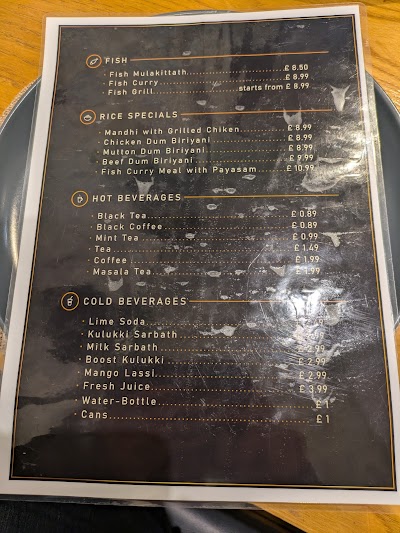 FISH
· Fish Mulakittath £ 8.50
· Fish Curry £ 8.99
· Fish Grill starts from £ 8.99
RICE SPECIALS
· Mandhi with Grilled Chiken £ 8.99
· Chicken Dum Biriyani £ 8.99
· Mutton Dum Biriyani £ 8.99
· Beef Dum Biriyani £ 9.99
· Fish Curry Meal with Payasam £ 10.99
HOT BEVERAGES
· Black Tea £ 0.89
· Black Coffee £ 0.89
· Mint Tea £ 0.99
· Tea £ 1.49
· Coffee £ 1.99
· Masala Tea £ 1.99
COLD BEVERAGES
· Lime Soda
· Kulukki Sarbath
· Milk Sarbath
· Boost Kulukki £ 2.99
Mango Lassi £ 2.99
· Fresh Juice £ 3.99
· Water-Bottle £ 1
· Cans £ 1